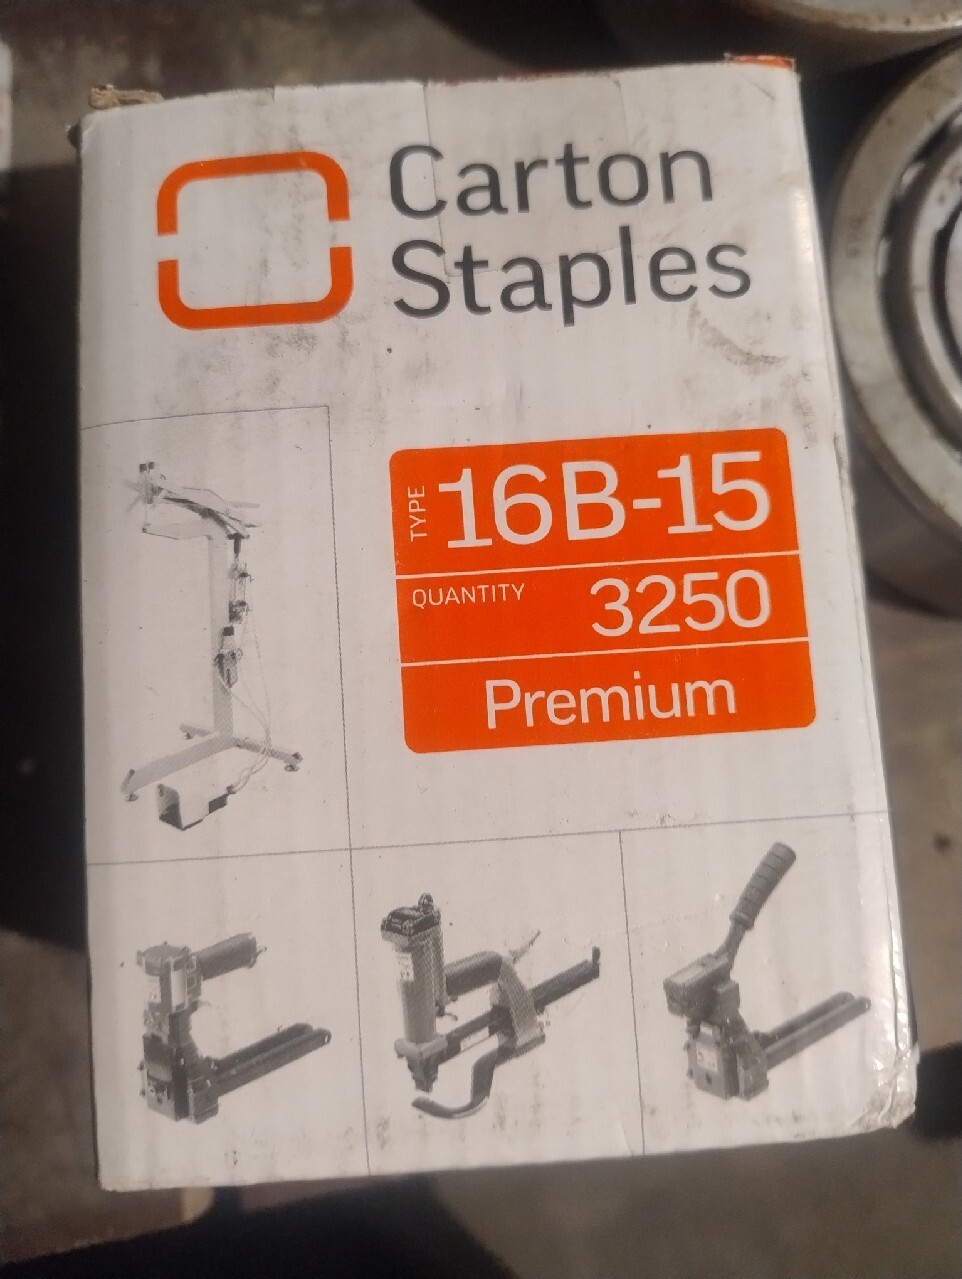 Carton
Staples
TYPE 16B-15
QUANTITY 3250
Premium